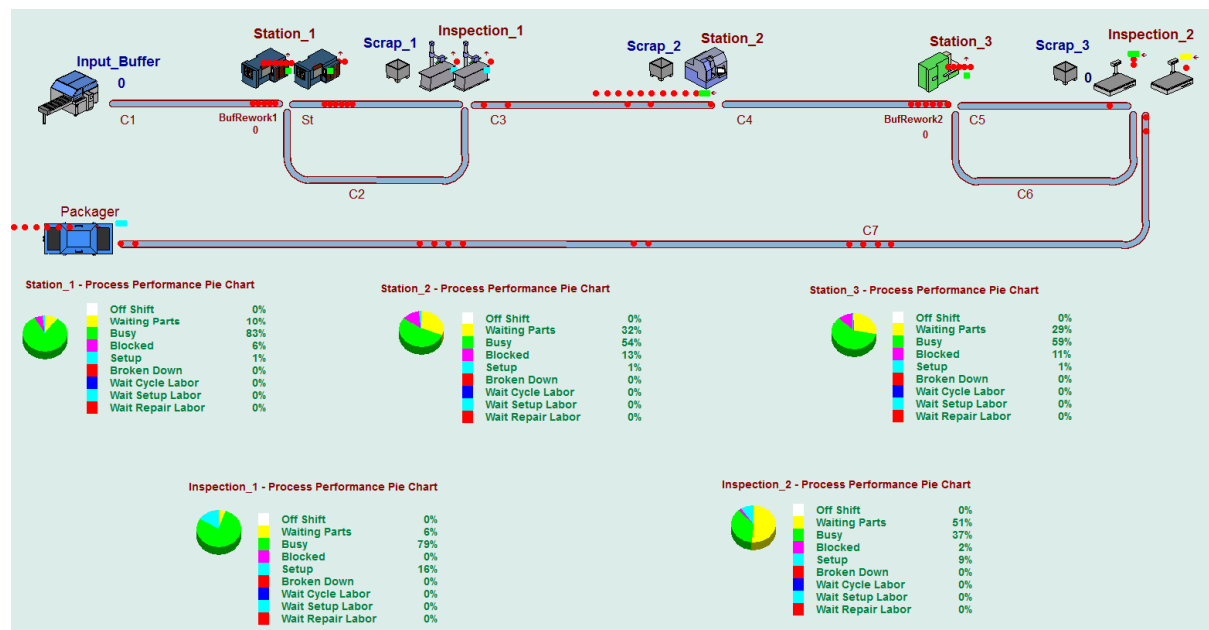 Station_1
Inspection_1
Scrap_1
Scrap_2
Station_2
Station_3
Scrap_3
Inspection_2
Input_Buffer
0
0
C1
BufRework1
0
St
C3
C4
BufRework2
0
C5
C2
C6
Packager
C7
Station_1 - Process Performance Pie Chart
Off Shift 0%
Waiting Parts 10%
Busy 83%
Blocked 6%
Setup 1%
Broken Down 0%
Wait Cycle Labor 0%
Wait Setup Labor 0%
Wait Repair Labor 0%
Station_2 - Process Performance Pie Chart
Off Shift 0%
Waiting Parts 32%
Busy 54%
Blocked 13%
Setup 1%
Broken Down 0%
Wait Cycle Labor 0%
Wait Setup Labor 0%
Wait Repair Labor 0%
Station_3 - Process Performance Pie Chart
Off Shift 0%
Waiting Parts 29%
Busy 59%
Blocked 11%
Setup 1%
Broken Down 0%
Wait Cycle Labor 0%
Wait Setup Labor 0%
Wait Repair Labor 0%
Inspection_1 - Process Performance Pie Chart
Off Shift 0%
Waiting Parts 6%
Busy 79%
Blocked 0%
Setup 16%
Broken Down 0%
Wait Cycle Labor 0%
Wait Setup Labor 0%
Wait Repair Labor 0%
Inspection_2 - Process Performance Pie Chart
Off Shift 0%
Waiting Parts 51%
Busy 37%
Blocked 2%
Setup 9%
Broken Down 0%
Wait Cycle Labor 0%
Wait Setup Labor 0%
Wait Repair Labor 0%